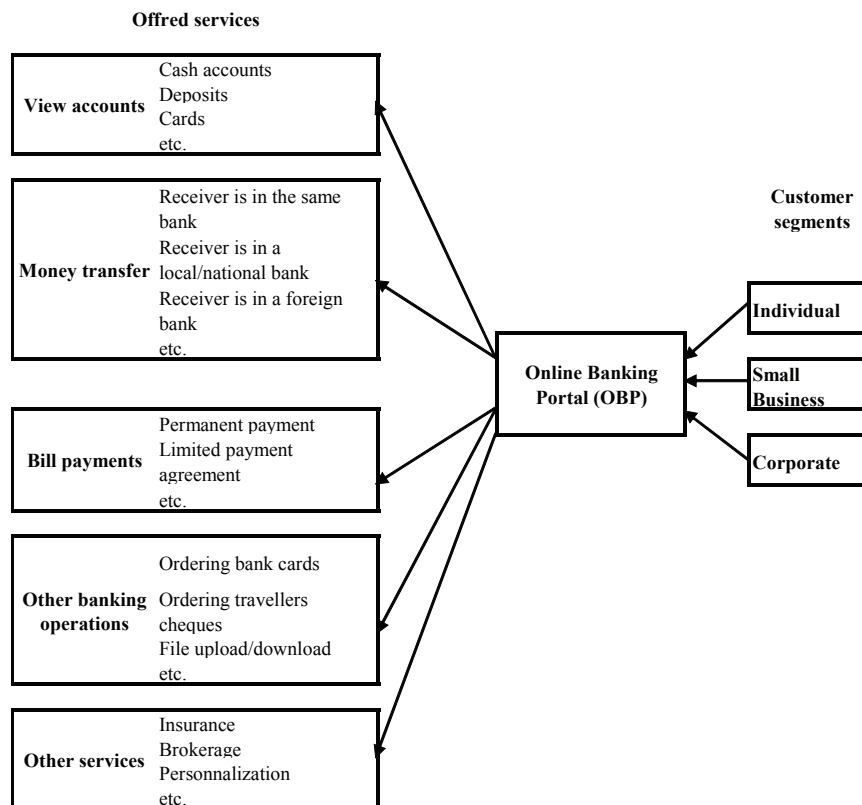 Offred services
View accounts
Cash accounts
Deposits
Cards
etc.
Money transfer
Receiver is in the same
bank
Receiver is in a
local/national bank
Receiver is in a foreign
bank
etc.
Bill payments
Permanent payment
Limited payment
agreement
etc.
Other banking
operations
Ordering bank cards
Ordering travellers
cheques
File upload/download
etc.
Other services
Insurance
Brokerage
Personnalization
etc.
Online Banking
Portal (OBP)
Customer
segments
Individual
Small
Business
Corporate